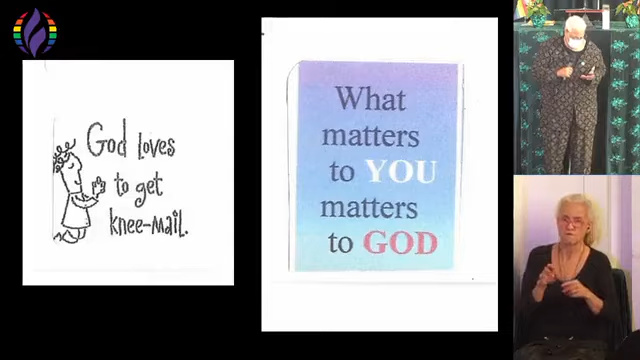 God loves
to get
knee-mail.
What
matters
to YOU
matters
to GOD